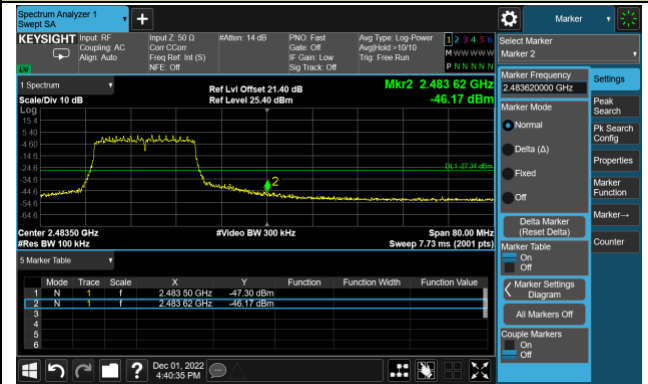 Spectrum Analyzer 1
Swept SA
Marker
KEYSIGHT Input: RF Input Z: 50 Ω #Atten: 14 dB PNO: Fast Avg Type: Log-Power 1 2 3 4 5 6
Coupling: AC Corr CCorr Gate: Off Avg|Hold:>10/10 M W W W W W
Align: Auto Freq Ref: Int (S) IF Gain: Low Trig: Free Run
NFE: Off Sig Track: Off P N N N N N
Select Marker
Marker 2
1 Spectrum
Scale/Div 10 dB
Ref Lvl Offset 21.40 dB
Ref Level 25.40 dBm
Mkr2 2.483 62 GHz
-46.17 dBm
Log
15.4
5.40
-4.60
-14.6
-24.6
-34.6
-44.6
-54.6
-64.6
DL1 -27.34 dBm
2
Center 2.48350 GHz #Video BW 300 kHz Span 80.00 MHz
#Res BW 100 kHz Sweep 7.73 ms (2001 pts)
5 Marker Table
Mode Trace Scale X Y Function Function Width Function Value
1 N 1 f 2.483 50 GHz -47.30 dBm
2 N 1 f 2.483 62 GHz -46.17 dBm
3
4
5
6
Marker Frequency
2.483620000 GHz
Marker Mode
Normal
Delta (Δ)
Fixed
Off
Delta Marker
(Reset Delta)
Marker Table
On
Off
Marker Settings
Diagram
All Markers Off
Couple Markers
On
Off
Settings
Peak
Search
Pk Search
Config
Properties
Marker
Function
Marker→
Counter
?
Dec 01, 2022
4:40:35 PM